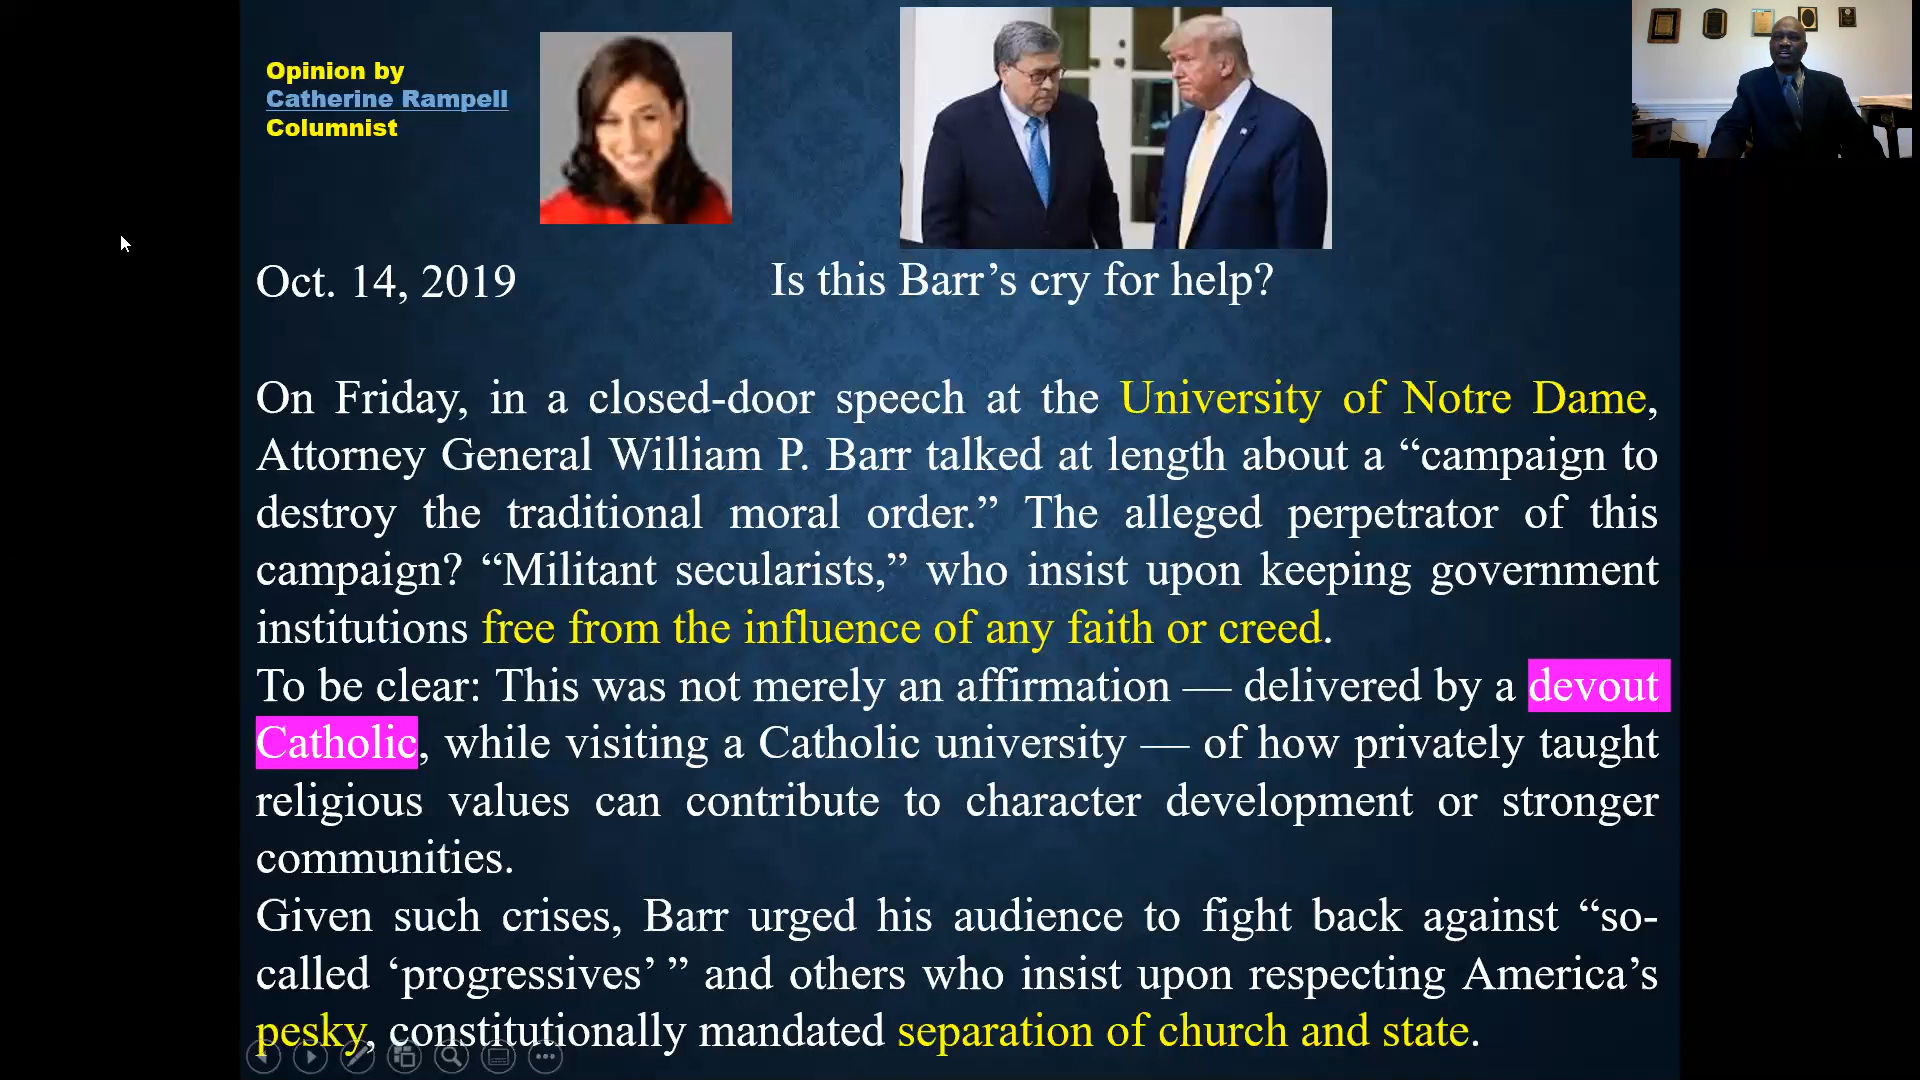 Opinion by
Catherine Rampell
Columnist
Oct. 14, 2019
Is this Barr’s cry for help?
On Friday, in a closed-door speech at the University of Notre Dame,
Attorney General William P. Barr talked at length about a “campaign to
destroy the traditional moral order.” The alleged perpetrator of this
campaign? “Militant secularists,” who insist upon keeping government
institutions free from the influence of any faith or creed.
To be clear: This was not merely an affirmation — delivered by a devout
Catholic, while visiting a Catholic university — of how privately taught
religious values can contribute to character development or stronger
communities.
Given such crises, Barr urged his audience to fight back against “so-
called ‘progressives’ ” and others who insist upon respecting America’s
pesky, constitutionally mandated separation of church and state.